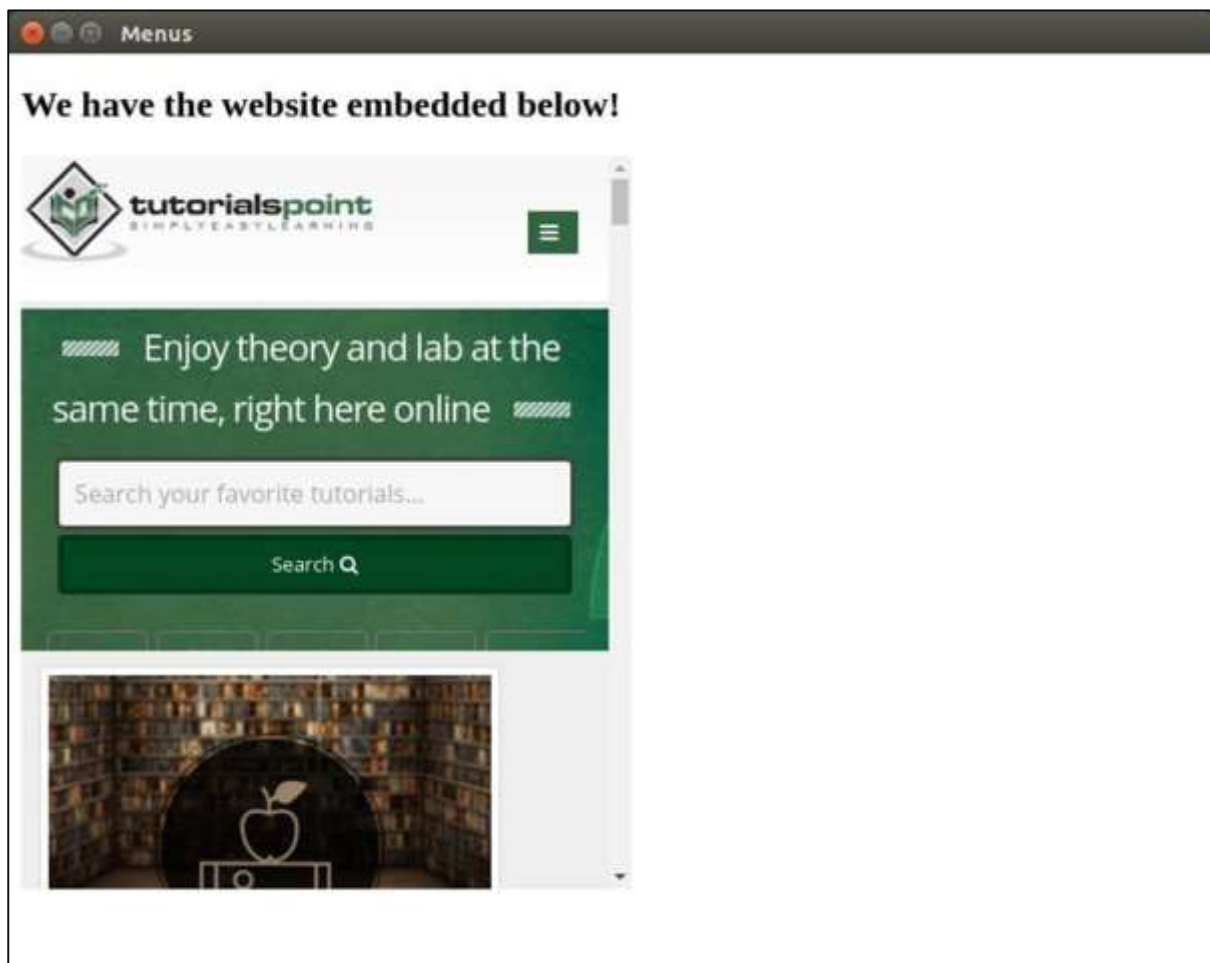 Menus
We have the website embedded below!
tutorialspoint
SIMPLYEASYLEARNING
Enjoy theory and lab at the
same time, right here online
Search your favorite tutorials...
Search